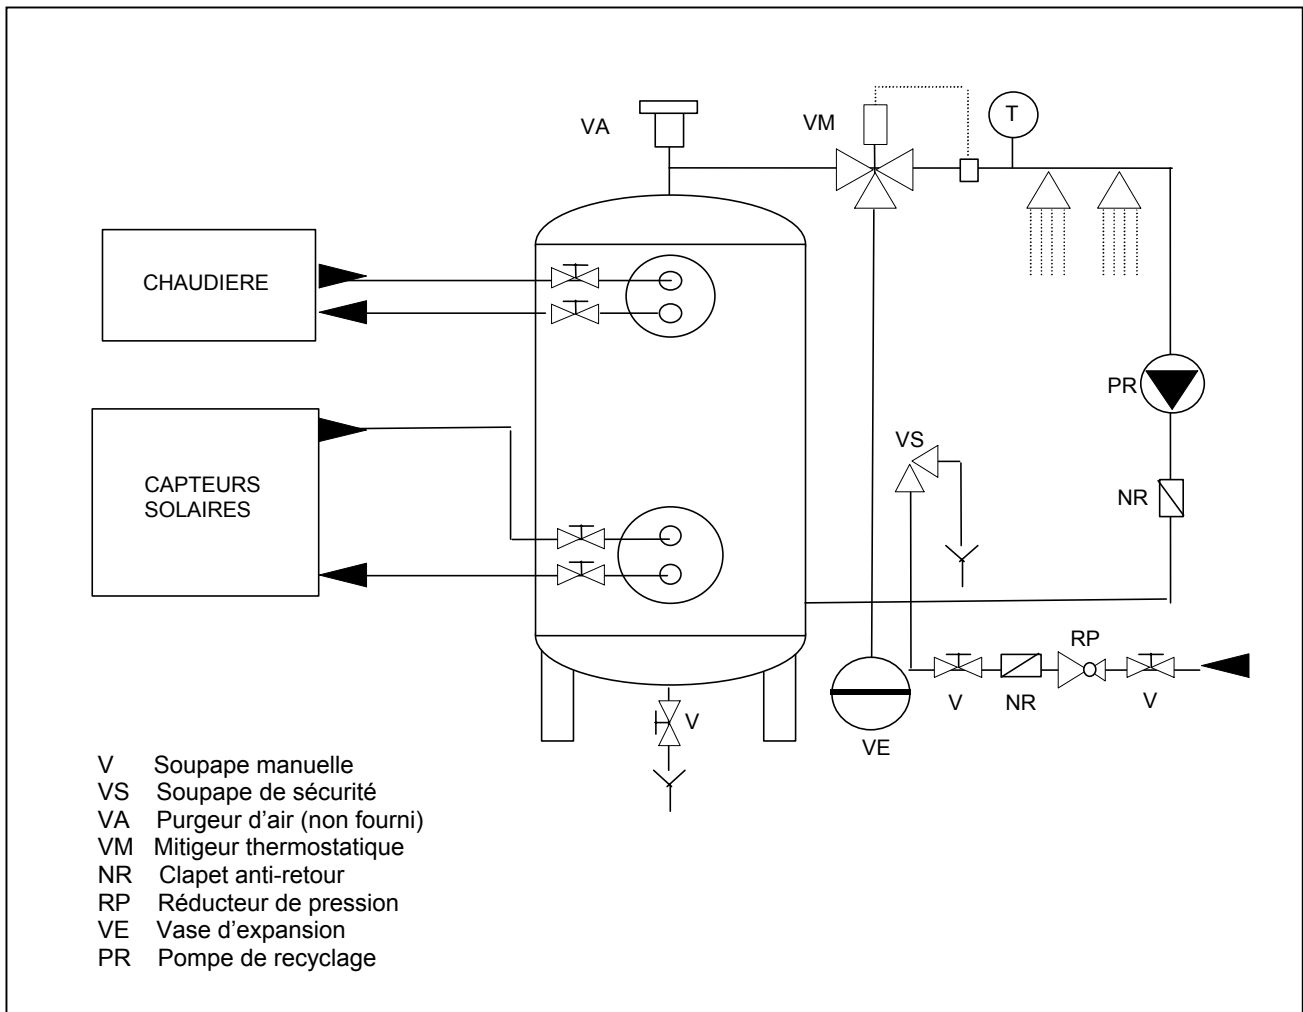 VA
VM
T
CHAUDIERE
PR
CAPTEURS
SOLAIRES
VS
NR
RP
V
NR
V
V
VE
V Soupape manuelle
VS Soupape de sécurité
VA Purgeur d'air (non fourni)
VM Mitigeur thermostatique
NR Clapet anti-retour
RP Réducteur de pression
VE Vase d'expansion
PR Pompe de recyclage